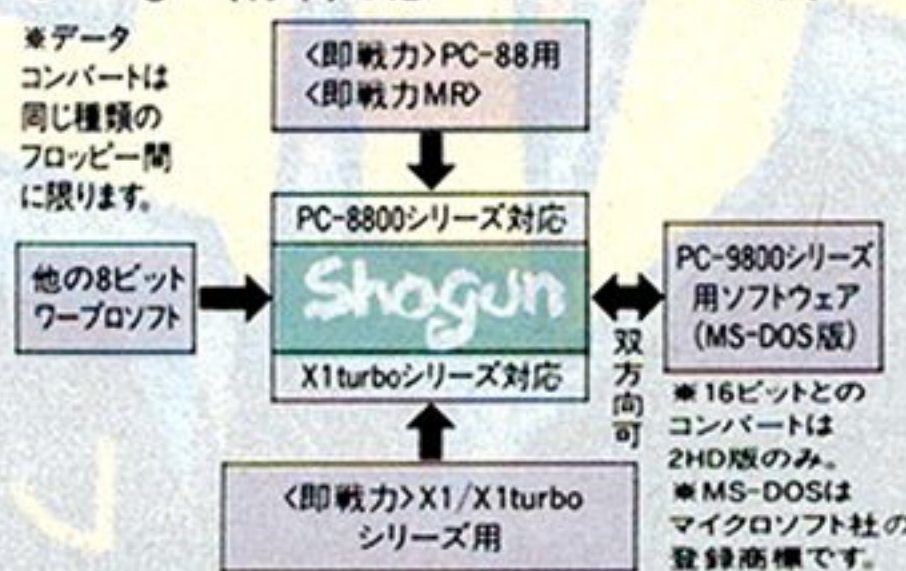 ※データ
コンバートは
同じ種類の
フロッピー間
に限ります。
〈即戦力〉PC-88用
〈即戦力MR〉
PC-8800シリーズ対応
他の8ビット
ワープロソフト
Shogun
PC-9800シリーズ
用ソフトウェア
(MS-DOS版)
X1turboシリーズ対応
双方向可
※16ビットとの
コンバートは
2HD版のみ。
※MS-DOSは
マイクロソフト社の
登録商標です。
〈即戦力〉X1/X1turbo
シリーズ用